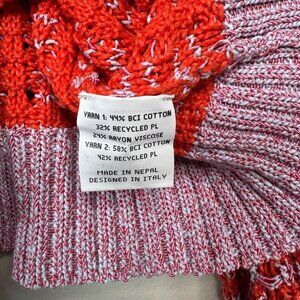 YARN 1: 44% BCI COTTON
32% RECYCLED PL
24% RAYON VISCOSE
YARN 2: 58% BCI COTTON
42% RECYCLED PL
MADE IN NEPAL
DESIGNED IN ITALY